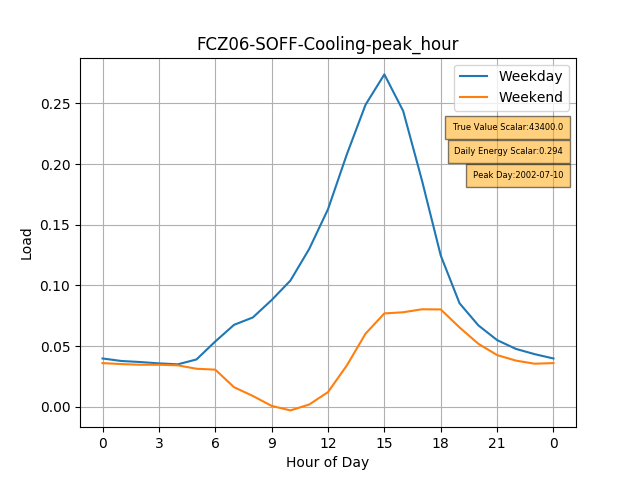 FCZ06-SOFF-Cooling-peak_hour
Weekday
Weekend
True Value Scalar:43400.0
Daily Energy Scalar:0.294
Peak Day:2002-07-10
Load
0.25
0.20
0.15
0.10
0.05
0.00
0 3 6 9 12 15 18 21 0
Hour of Day